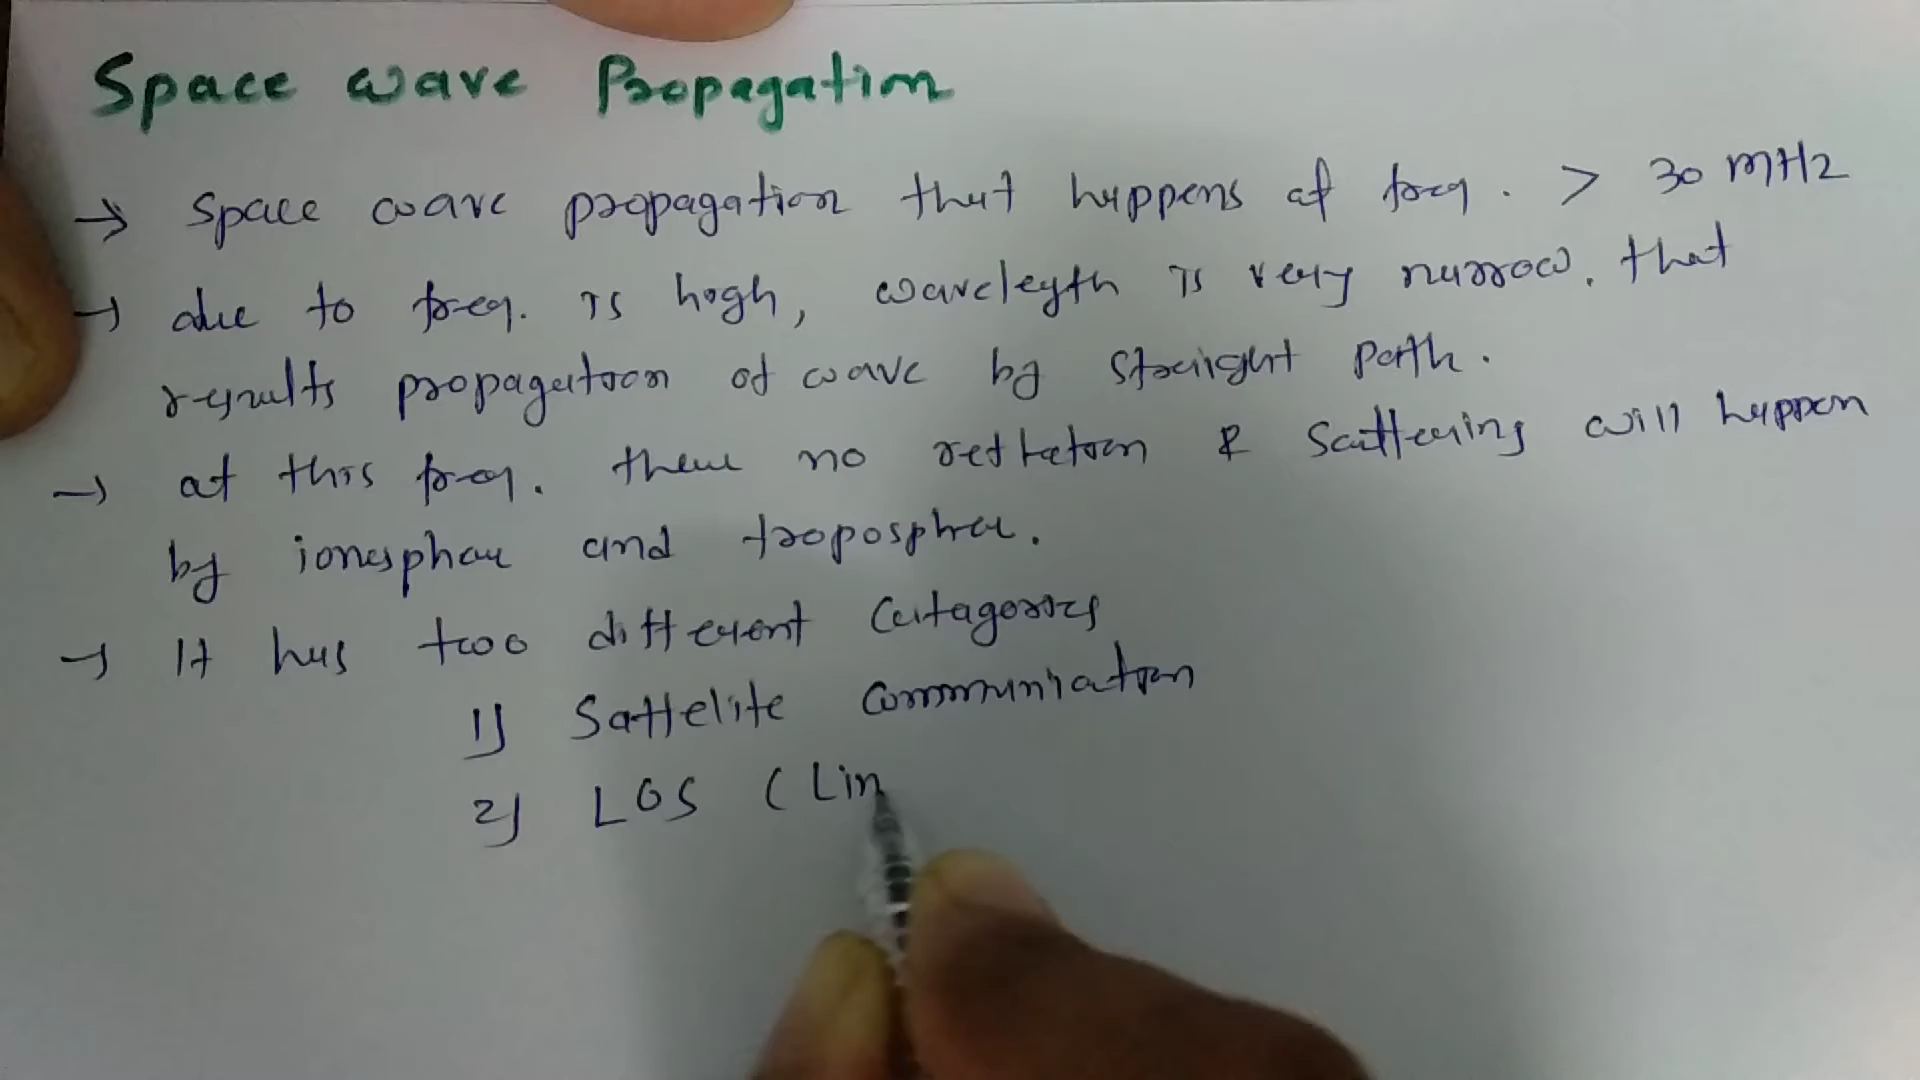 Space wave Propagation
→ Space wave propagation that happens at freq. > 30 MHz
→ due to freq. is high, wavelegth is very narrow. that
results propagation of wave by straight path.
→ at this freq. there no reflection & Scattering will happen
by ionosphere and troposphere.
→ It has two different Catagories
1) Sattelite Communication
2) LOS (Lin